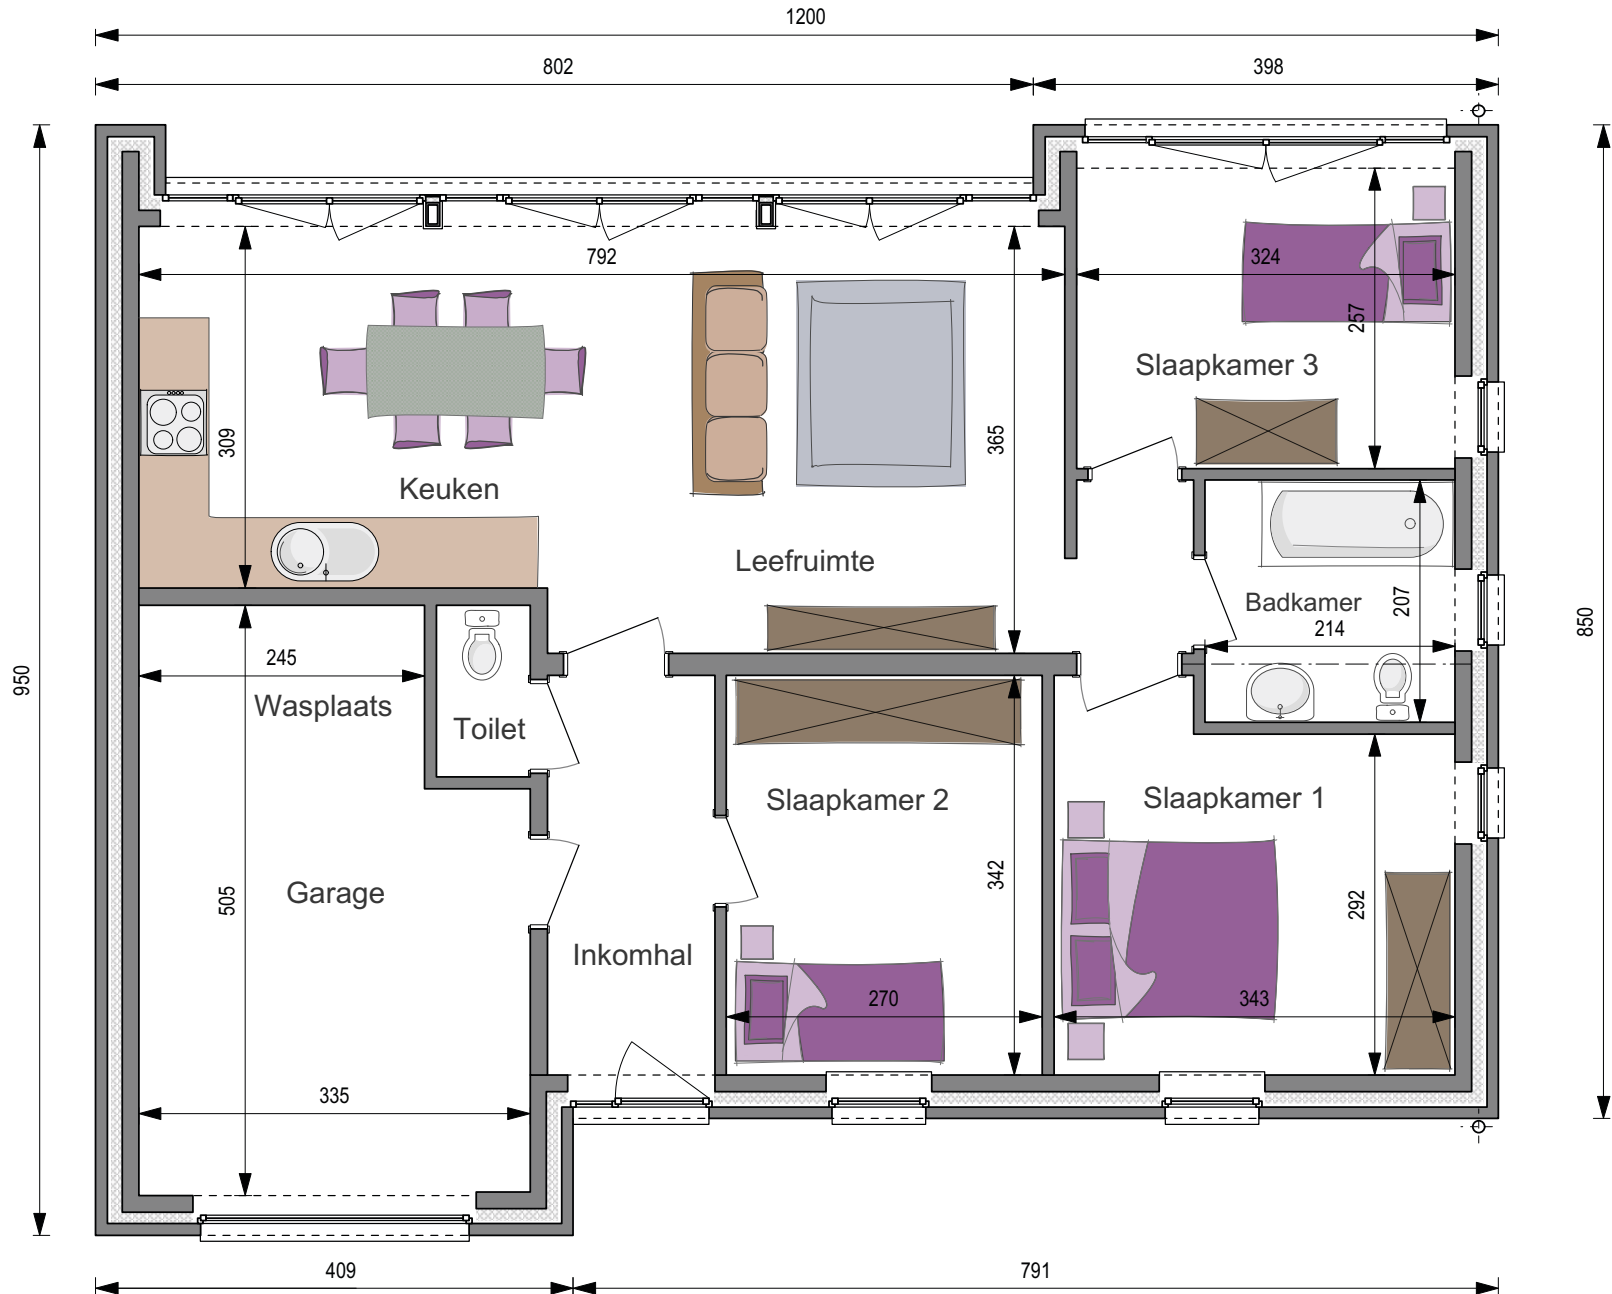 1200
802
398
792
324
257
Slaapkamer 3
309
365
Keuken
Leefruimte
Badkamer
207
214
850
950
245
Wasplaats
Toilet
Slaapkamer 2
Slaapkamer 1
342
292
505
Garage
Inkomhal
270
343
335
409
791